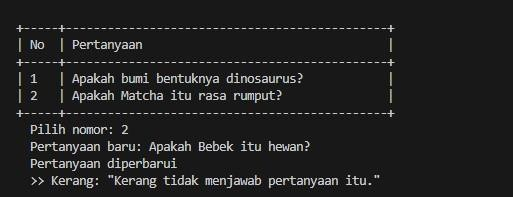 +-----+----------------------------------------------+
| No  | Pertanyaan                                   |
+-----+----------------------------------------------+
| 1   | Apakah bumi bentuknya dinosaurus?            |
| 2   | Apakah Matcha itu rasa rumput?               |
+-----+----------------------------------------------+
Pilih nomor: 2
Pertanyaan baru: Apakah Bebek itu hewan?
Pertanyaan diperbarui
>> Kerang: "Kerang tidak menjawab pertanyaan itu."